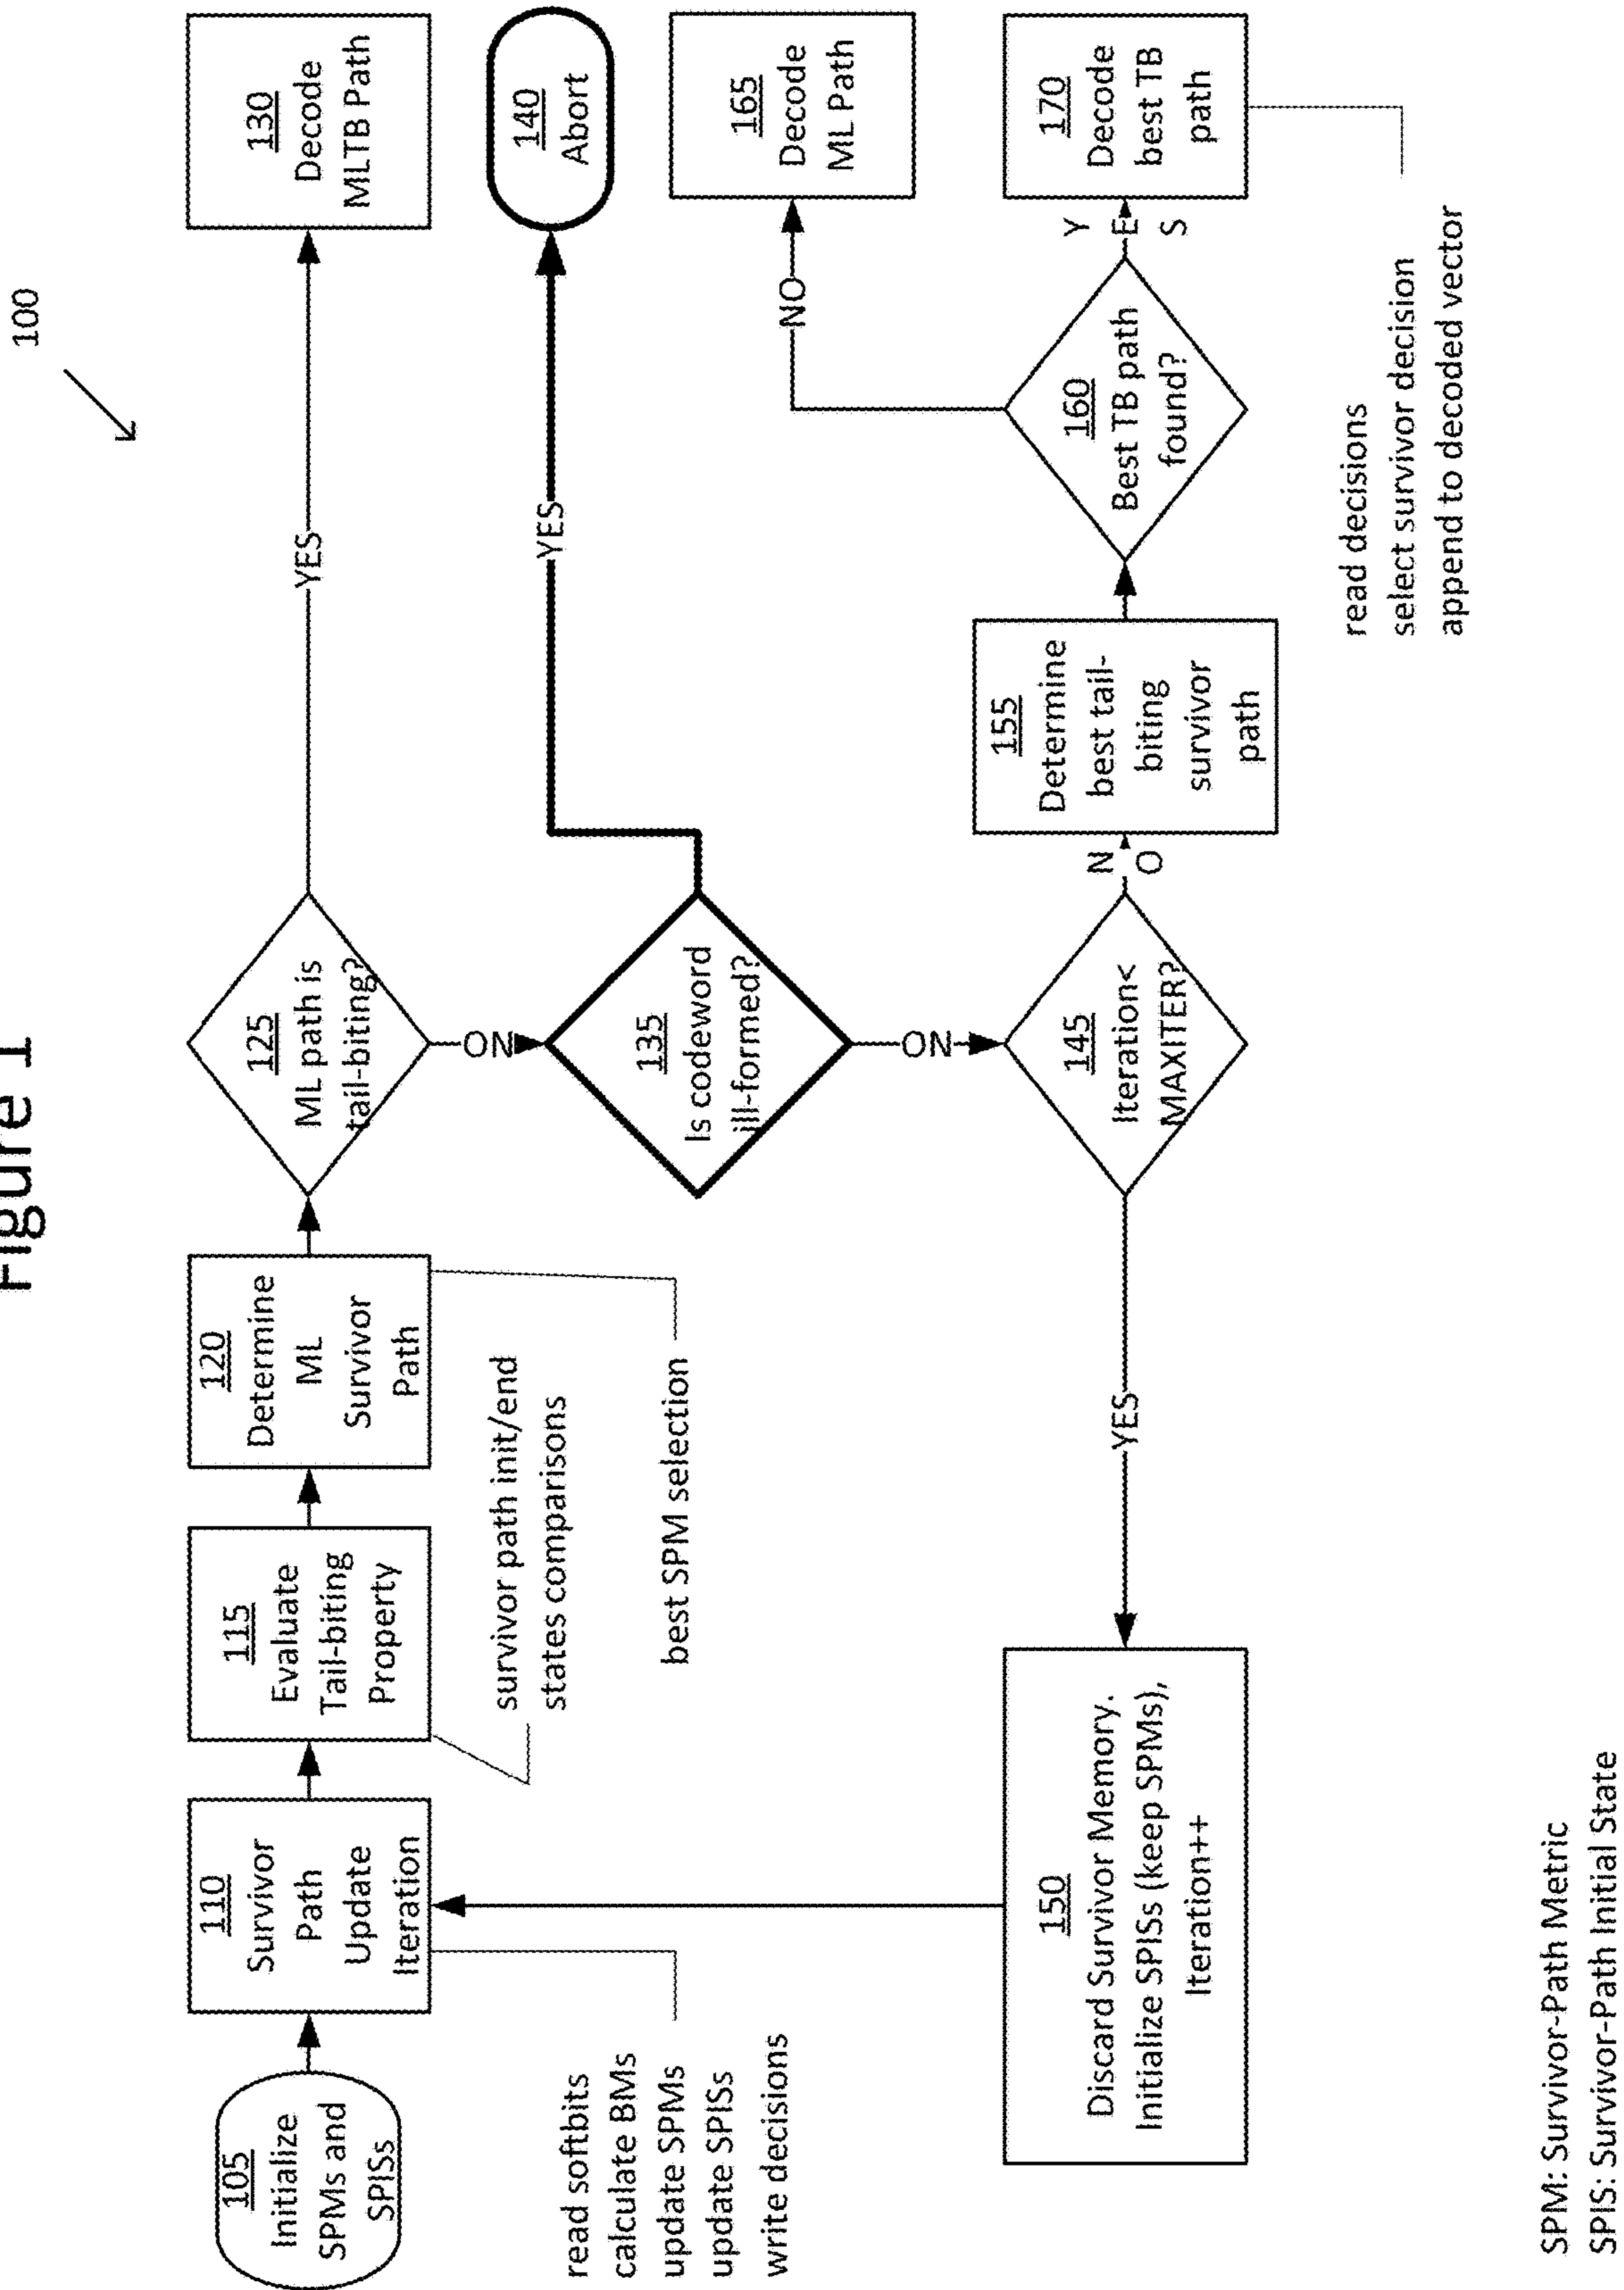 Figure 1
100
105
Initialize
SPMs and
SPISs
110
Survivor
Path
Update
Iteration
read softbits
calculate BMs
update SPMs
update SPISs
write decisions
115
Evaluate
Tail-biting
Property
survivor path init/end
states comparisons
120
Determine
ML
Survivor
Path
best SPM selection
125
ML path is
tail-biting?
YES
130
Decode
MLTB Path
NO
135
Is codeword
ill-formed?
YES
140
Abort
NO
145
Iteration<
MAXITER?
YES
150
Discard Survivor Memory.
Initialize SPISs (keep SPMs),
Iteration++
NO
155
Determine
best tail-
biting
survivor
path
160
Best TB path
found?
NO
165
Decode
ML Path
YES
170
Decode
best TB
path
read decisions
select survivor decision
append to decoded vector
SPM: Survivor-Path Metric
SPIS: Survivor-Path Initial State